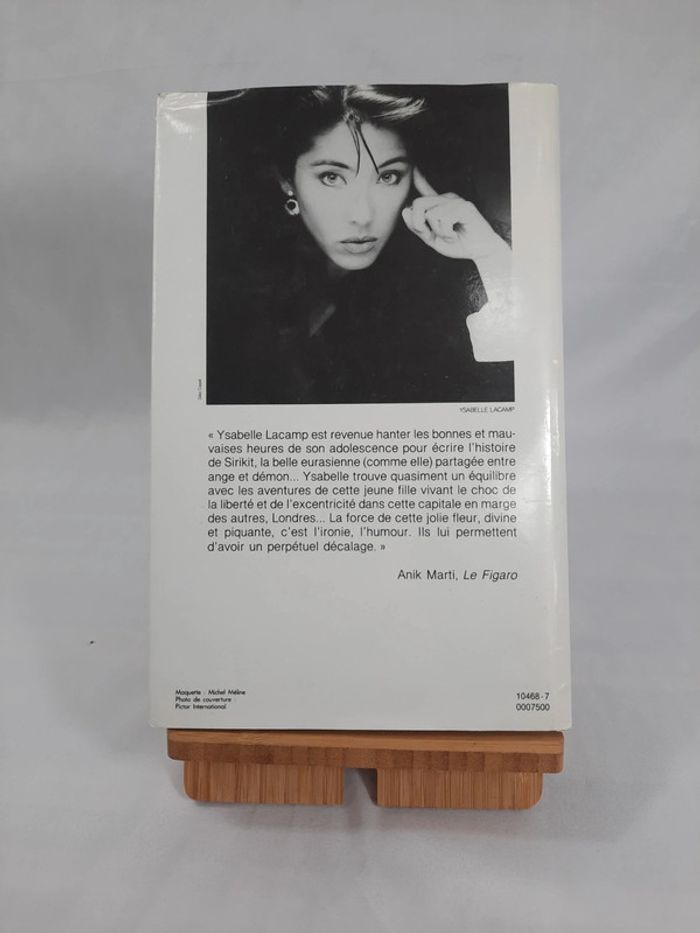 YSABELLE LACAMP
« Ysabelle Lacamp est revenue hanter les bonnes et mau-
vaises heures de son adolescence pour écrire l'histoire
de Sirikit, la belle eurasienne (comme elle) partagée entre
ange et démon... Ysabelle trouve quasiment un équilibre
avec les aventures de cette jeune fille vivant le choc de
la liberté et de l'excentricité dans cette capitale en marge
des autres, Londres... La force de cette jolie fleur, divine
et piquante, c'est l'ironie, l'humour. Ils lui permettent
d'avoir un perpétuel décalage. »
Anik Marti, Le Figaro
Maquette : Michel Méline
Photo de couverture :
Pictor International
10468-7
0007500